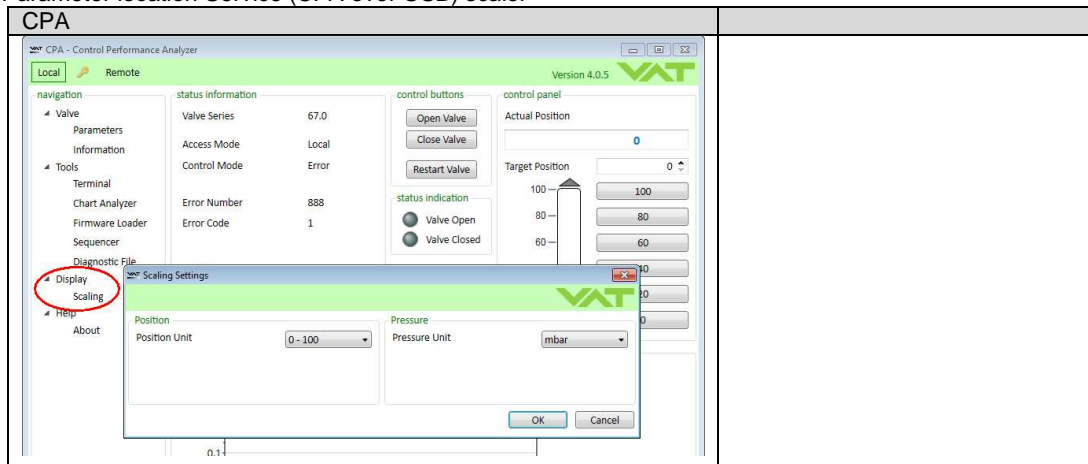 CPA
CPA - Control Performance Analyzer
Local Remote Version 4.0.5 VAT
navigation
Valve
Parameters
Information
Tools
Terminal
Chart Analyzer
Firmware Loader
Sequencer
Diagnostic File
Display
Scaling
Help
About
status information
Valve Series 67.0
Access Mode Local
Control Mode Error
Error Number 888
Error Code 1
control buttons
Open Valve
Close Valve
Restart Valve
status indication
Valve Open
Valve Closed
control panel
Actual Position
0
Target Position 0
100 100
80 80
60 60
Scaling Settings
VAT
Position
Position Unit 0 - 100
Pressure
Pressure Unit mbar
OK Cancel